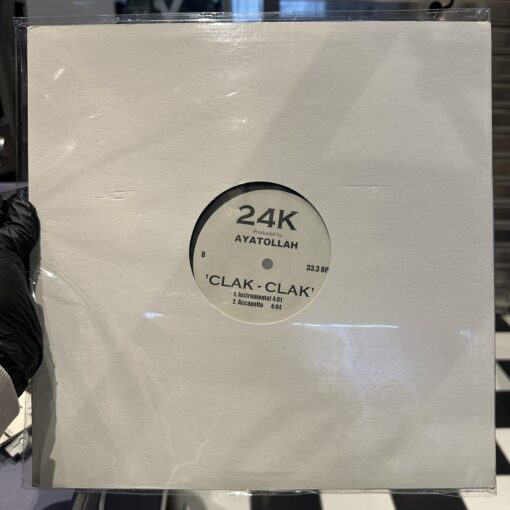 24K
Produced by
AYATOLLAH
B 33.3 RP
'CLAK - CLAK'
1. Instrumental 4:01
2. Accapella 4:04